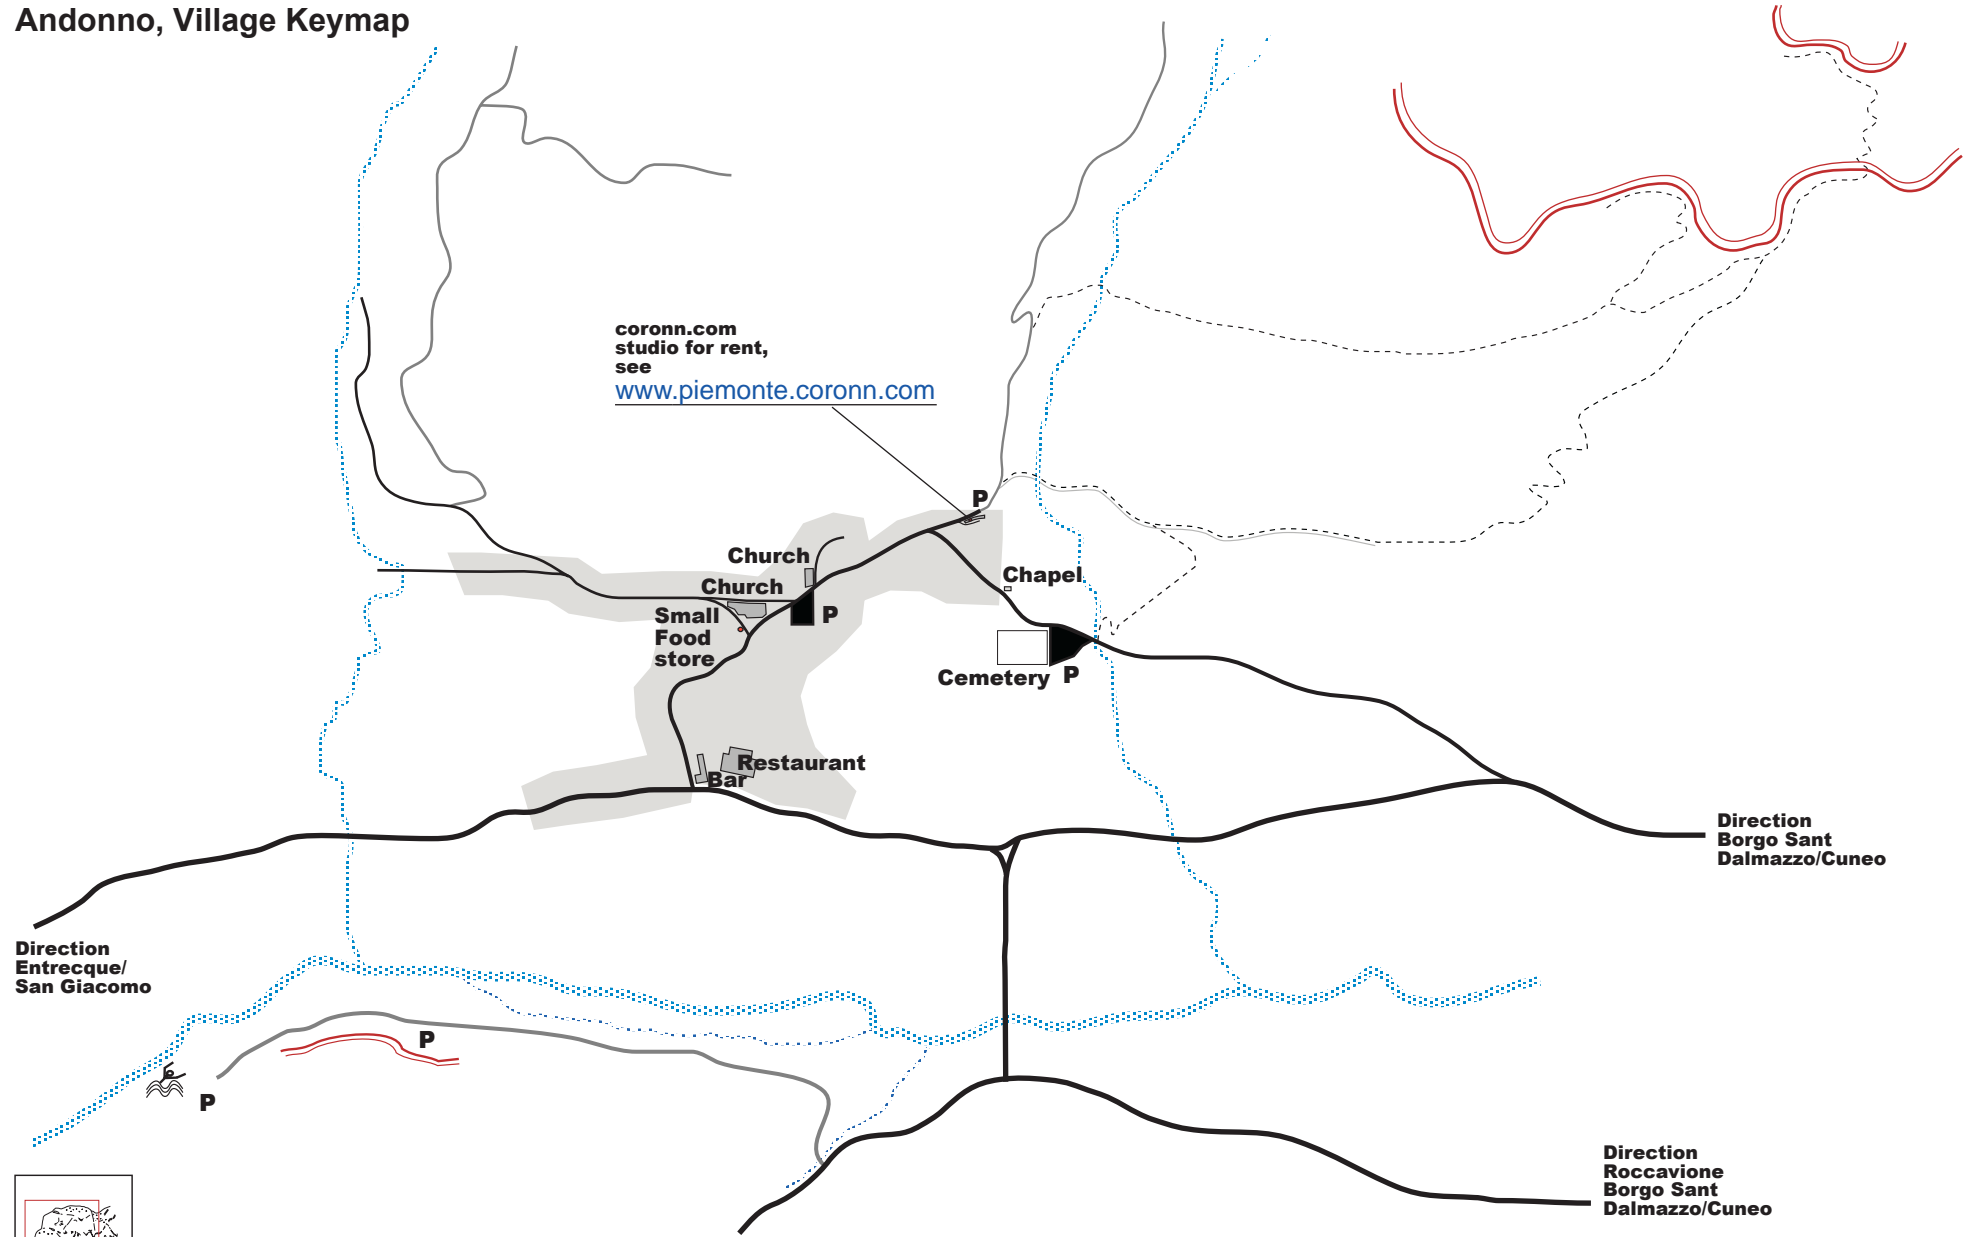 Andonno, Village Keymap
coronn.com
studio for rent,
see
www.piemonte.coronn.com
P
Church
Church
Chapel
Small
Food
store
P
Cemetery
P
Restaurant
Bar
Direction
Borgo Sant
Dalmazzo/Cuneo
Direction
Entrecque/
San Giacomo
P
P
Direction
Roccavione
Borgo Sant
Dalmazzo/Cuneo